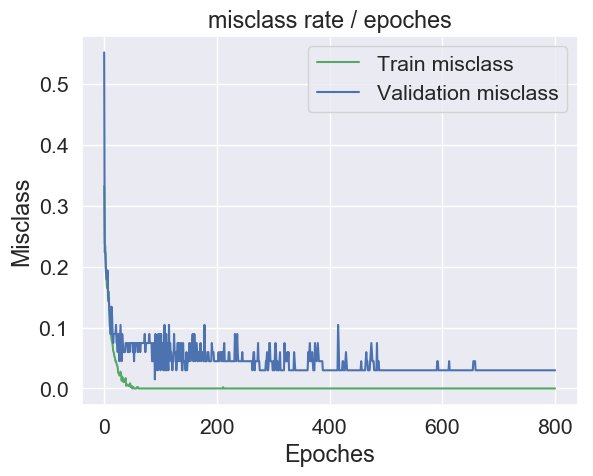 misclass rate / epoches
Train misclass
Validation misclass
Misclass
0.5
0.4
0.3
0.2
0.1
0.0
0
200
400
600
800
Epoches